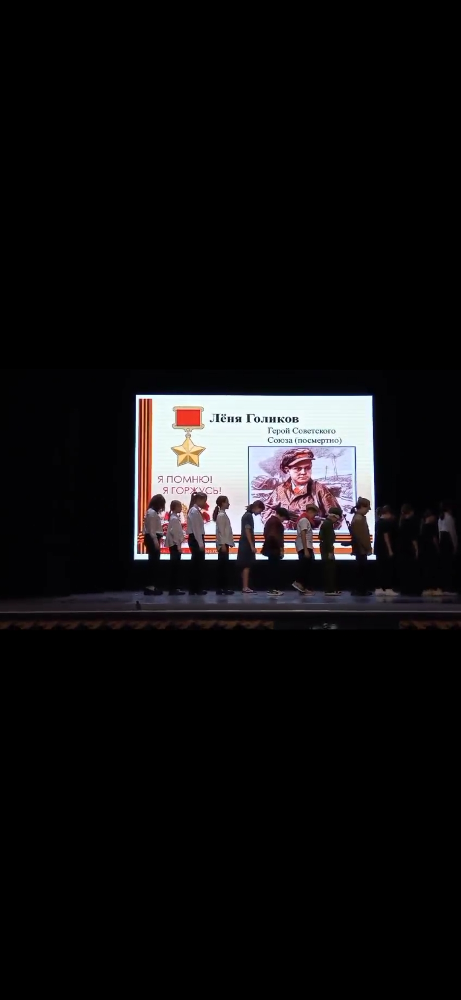 Лёня Голиков
Герой Советского
Союза (посмертно)
Я ПОМНЮ!
Я ГОРЖУСЬ!